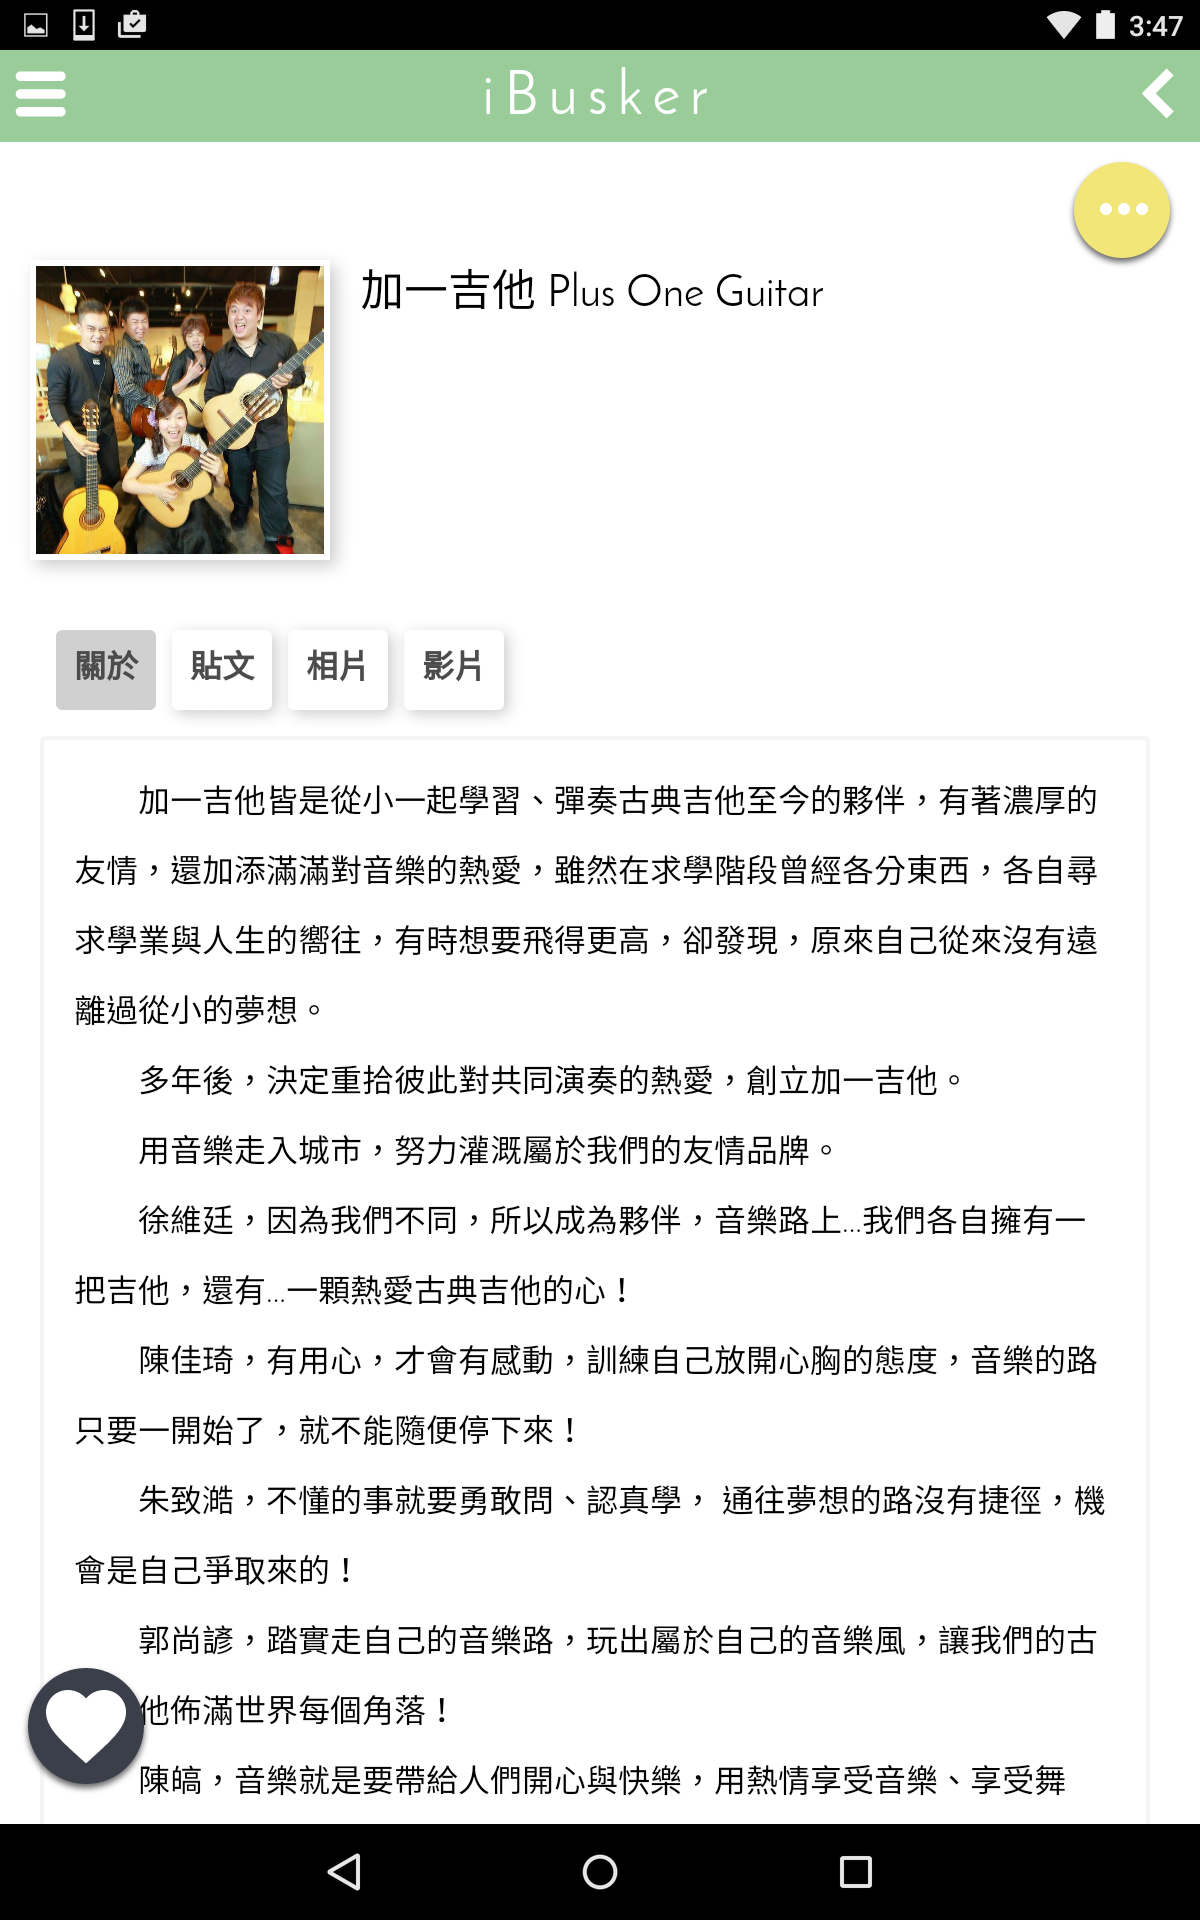 3:47
iBusker
加一吉他 Plus One Guitar
關於
貼文
相片
影片
加一吉他皆是從小一起學習、彈奏古典吉他至今的夥伴，有著濃厚的
友情，還加添滿滿對音樂的熱愛，雖然在求學階段曾經各分東西，各自尋
求學業與人生的嚮往，有時想要飛得更高，卻發現，原來自己從來沒有遠
離過從小的夢想。
多年後，決定重拾彼此對共同演奏的熱愛，創立加一吉他。
用音樂走入城市，努力灌溉屬於我們的友情品牌。
徐維廷，因為我們不同，所以成為夥伴，音樂路上...我們各自擁有一
把吉他，還有...一顆熱愛古典吉他的心！
陳佳琦，有用心，才會有感動，訓練自己放開心胸的態度，音樂的路
只要一開始了，就不能隨便停下來！
朱致澔，不懂的事就要勇敢問、認真學， 通往夢想的路沒有捷徑，機
會是自己爭取來的！
郭尚諺，踏實走自己的音樂路，玩出屬於自己的音樂風，讓我們的古
他佈滿世界每個角落！
陳皜，音樂就是要帶給人們開心與快樂，用熱情享受音樂、享受舞